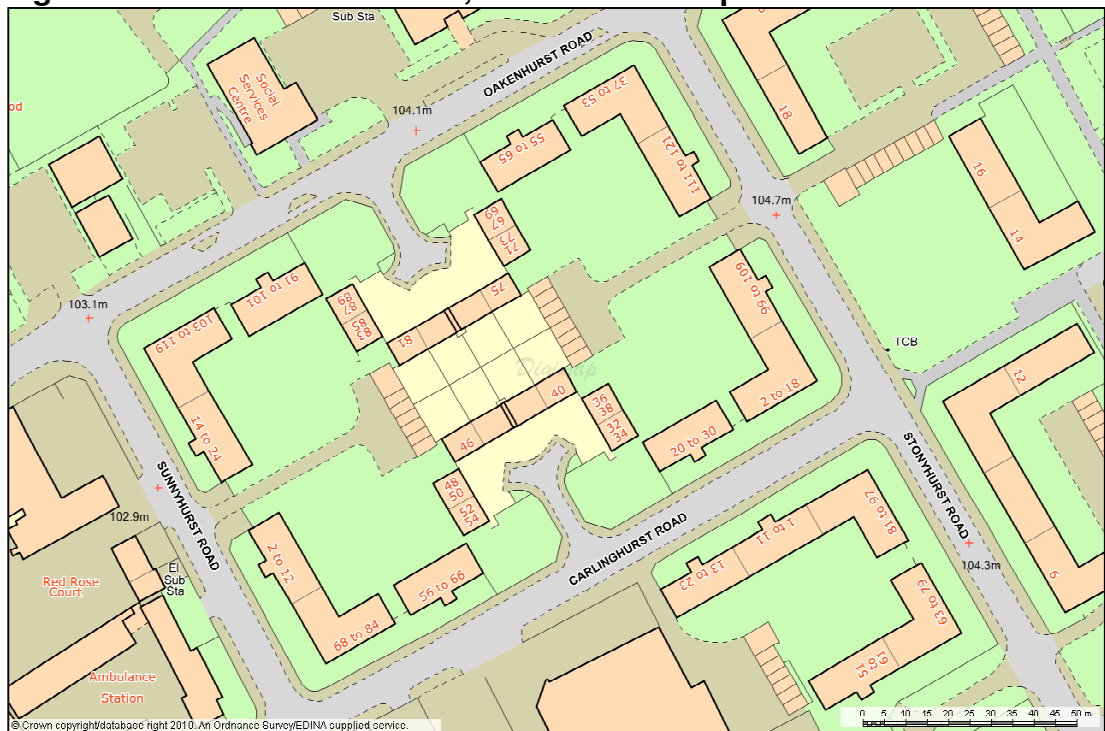 Sub Sta
OAKENHURST ROAD
Social
Services
Centre
od
104.1m
37 to 53
18
55 to 65
111 to 121
16
14
104.7m
69
67
73
71
103.1m
91 to 101
89
87
85
83
75
81
103 to 119
99 to 109
TCB
Digimap
12
40
36
38
32
34
2 to 18
14 to 24
46
20 to 30
STONYHURST ROAD
48
50
52
54
SUNNYHURST ROAD
102.9m
2 to 12
CARLINGHURST ROAD
1 to 11
81 to 97
13 to 23
104.3m
El
Sub
Sta
Red Rose
Court
56 to 66
6
63 to 79
68 to 84
Ambulance
Station
© Crown copyright/database right 2010. An Ordnance Survey/EDINA supplied service.
0 5 10 15 20 25 30 35 40 45 50 m